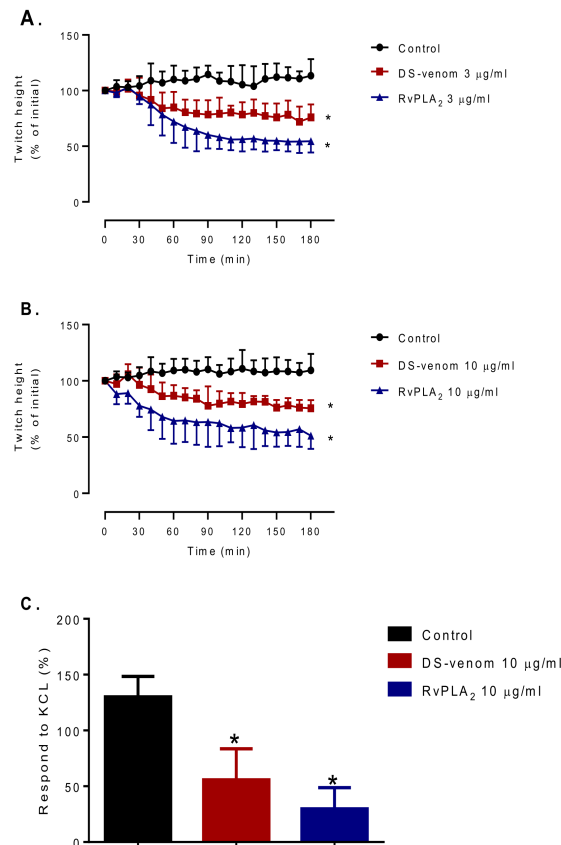 A.
150
100
50
0
Twitch height
(% of initial)
0 30 60 90 120 150 180
Time (min)
Control
DS-venom 3 μg/ml
RvPLA2 3 μg/ml
*
*
B.
150
100
50
0
Twitch height
(% of initial)
0 30 60 90 120 150 180
Time (min)
Control
DS-venom 10 μg/ml
RvPLA2 10 μg/ml
*
*
C.
200
150
100
50
0
Respond to KCL (%)
*
*
Control
DS-venom 10 μg/ml
RvPLA2 10 μg/ml